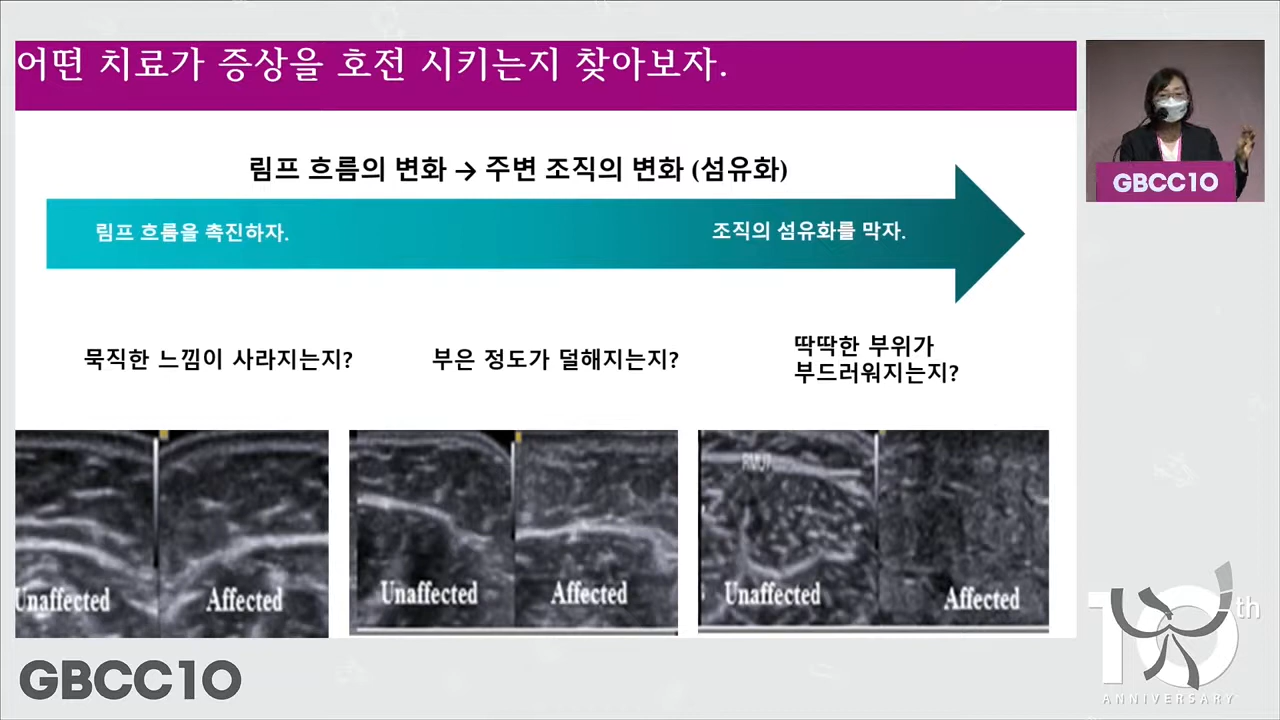 어떤 치료가 증상을 호전 시키는지 찾아보자.
림프 흐름의 변화 → 주변 조직의 변화 (섬유화)
림프 흐름을 촉진하자.
조직의 섬유화를 막자.
묵직한 느낌이 사라지는지?
부은 정도가 덜해지는지?
딱딱한 부위가
부드러워지는지?
Unaffected
Affected
Unaffected
Affected
Unaffected
Affected
GBCC10
GBCC10
10th
ANNIVERSARY